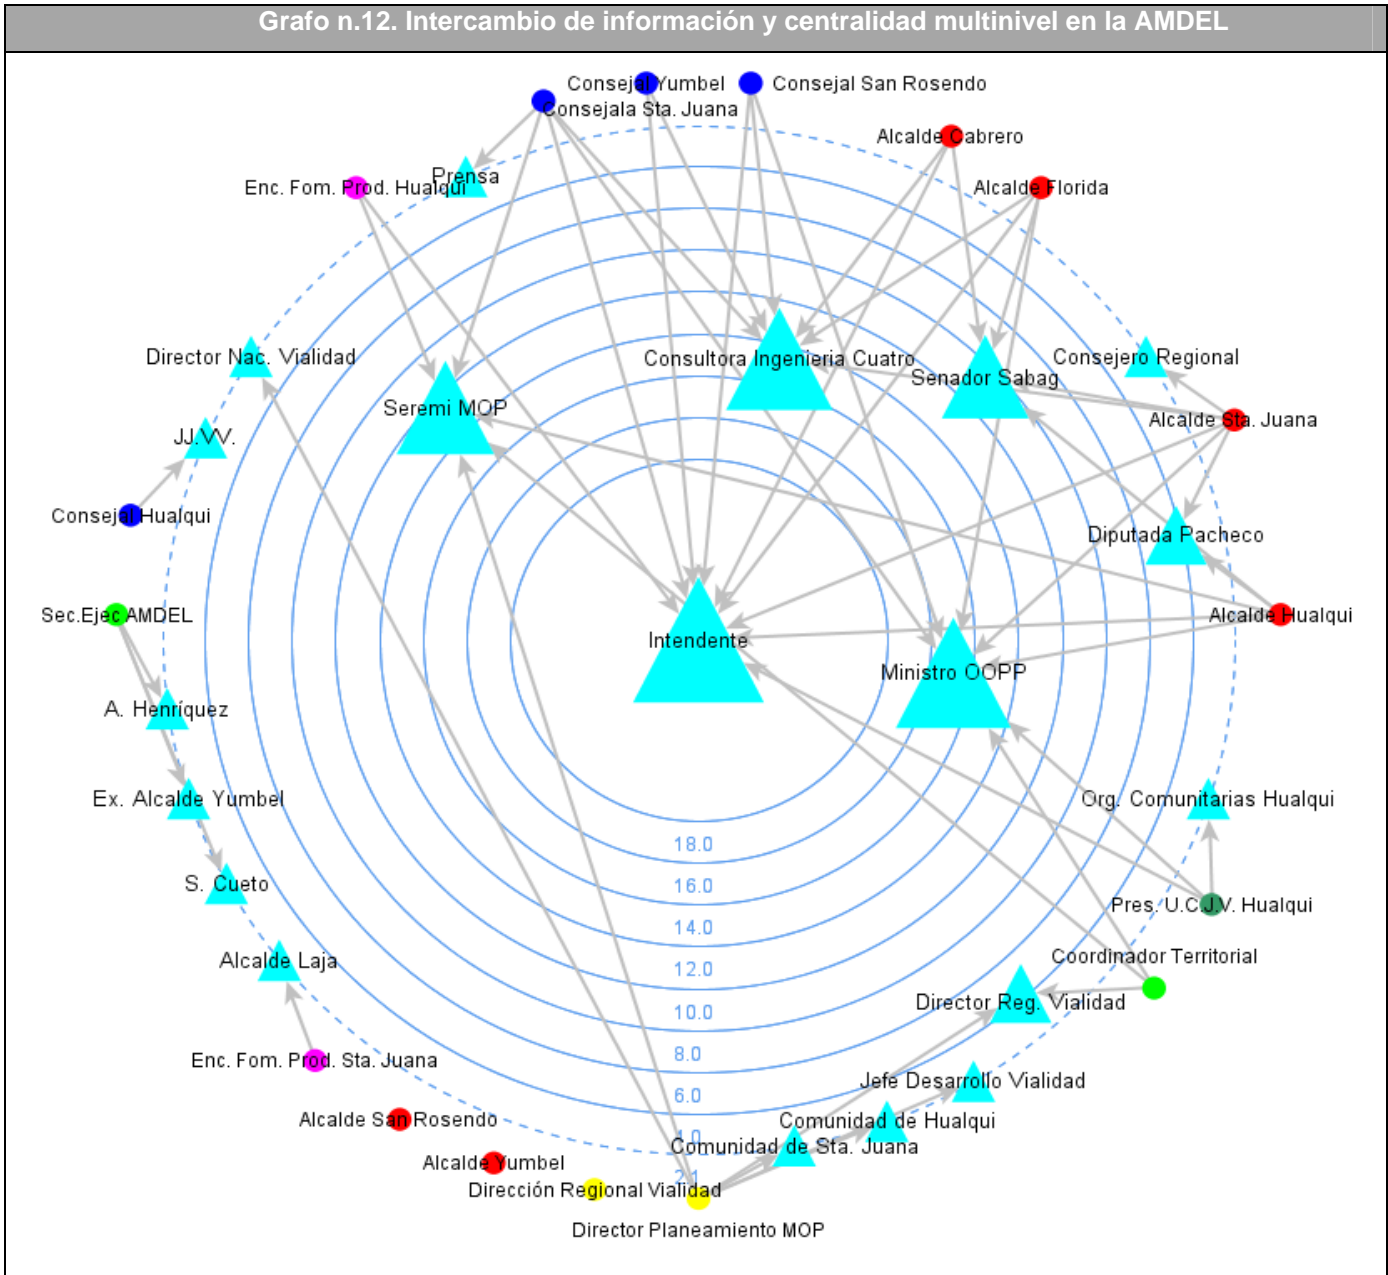 Grafo n.12. Intercambio de información y centralidad multinivel en la AMDEL
Consejal Yumbel
Consejal San Rosendo
Consejala Sta. Juana
Alcalde Cabrero
Prensa
Enc. Fom. Prod. Hualqui
Alcalde Florida
Director Nac. Vialidad
Consultora Ingenieria Cuatro
Senador Sabag
Consejero Regional
Seremi MOP
Alcalde Sta. Juana
JJ.VV.
Consejal Hualqui
Diputada Pacheco
Sec.Ejec AMDEL
Alcalde Hualqui
Intendente
Ministro OOPP
A. Henríquez
Ex. Alcalde Yumbel
Org. Comunitarias Hualqui
18.0
S. Cueto
16.0
Pres. U.C.J.V. Hualqui
14.0
Alcalde Laja
Coordinador Territorial
12.0
Director Reg. Vialidad
10.0
8.0
Enc. Fom. Prod. Sta. Juana
Jefe Desarrollo Vialidad
6.0
Alcalde San Rosendo
Comunidad de Hualqui
Comunidad de Sta. Juana
Alcalde Yumbel
2.1
Dirección Regional Vialidad
Director Planeamiento MOP